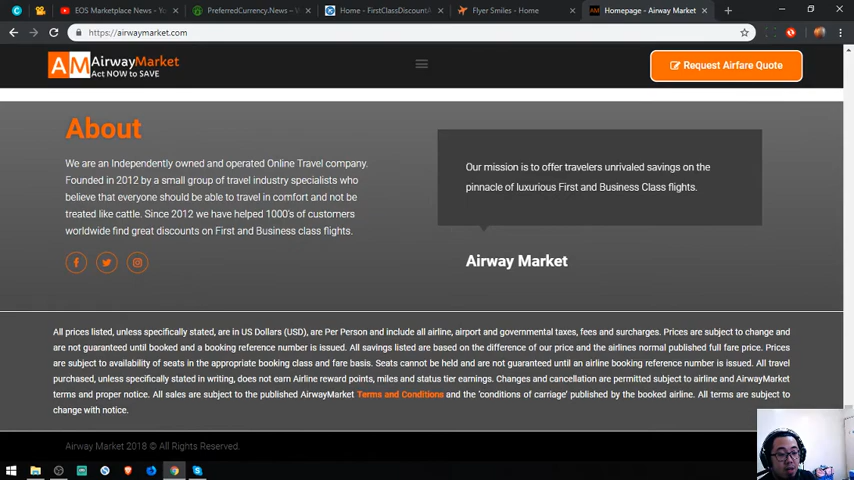 EOS Marketplace News - Yo
PreferredCurrency.News - V
Home - FirstClassDiscountA
Flyer Smiles - Home
Homepage - Airway Market
https://airwaymarket.com
AM AirwayMarket
Act NOW to SAVE
Request Airfare Quote
About
We are an Independently owned and operated Online Travel company.
Founded in 2012 by a small group of travel industry specialists who
believe that everyone should be able to travel in comfort and not be
treated like cattle. Since 2012 we have helped 1000's of customers
worldwide find great discounts on First and Business class flights.
Our mission is to offer travelers unrivaled savings on the
pinnacle of luxurious First and Business Class flights.
Airway Market
All prices listed, unless specifically stated, are in US Dollars (USD), are Per Person and include all airline, airport and governmental taxes, fees and surcharges. Prices are subject to change and
are not guaranteed until booked and a booking reference number is issued. All savings listed are based on the difference of our price and the airlines normal published full fare price. Prices
are subject to availability of seats in the appropriate booking class and fare basis. Seats cannot be held and are not guaranteed until an airline booking reference number is issued. All travel
purchased, unless specifically stated in writing, does not earn Airline reward points, miles and status tier earnings. Changes and cancellation are permitted subject to airline and AirwayMarket
terms and proper notice. All sales are subject to the published AirwayMarket Terms and Conditions and the 'conditions of carriage' published by the booked airline. All terms are subject to
change with notice.
Airway Market 2018 © All Rights Reserved.